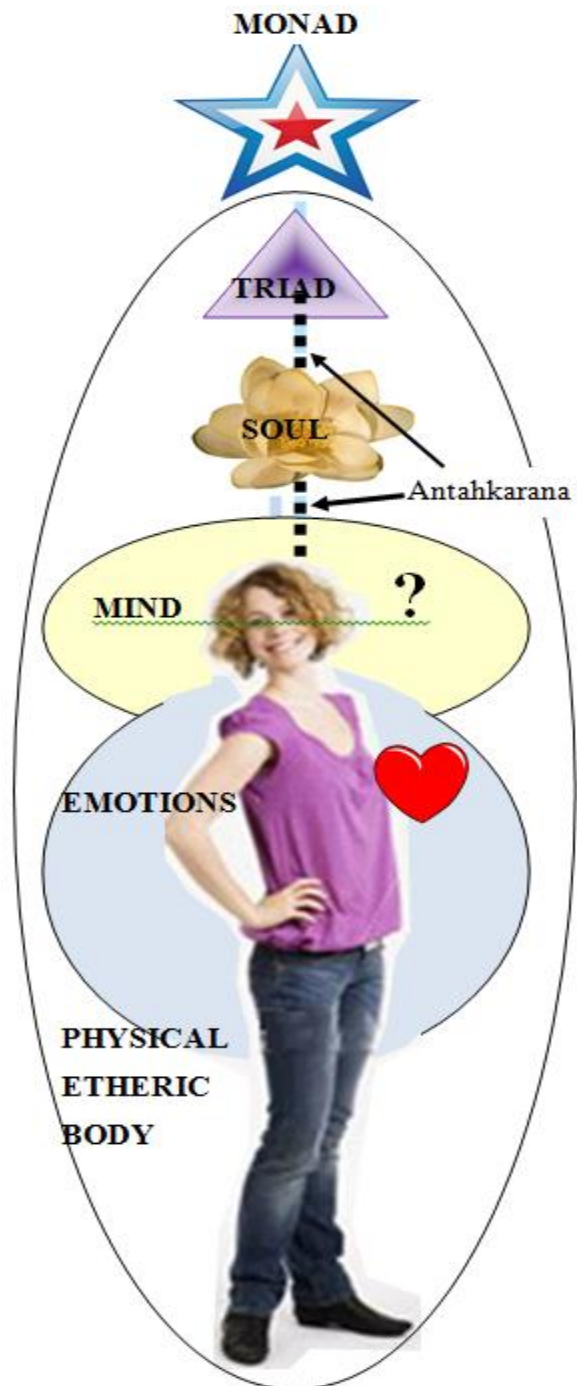 MONAD
TRIAD
SOUL
Antahkarana
MIND ?
EMOTIONS
PHYSICAL
ETHERIC
BODY